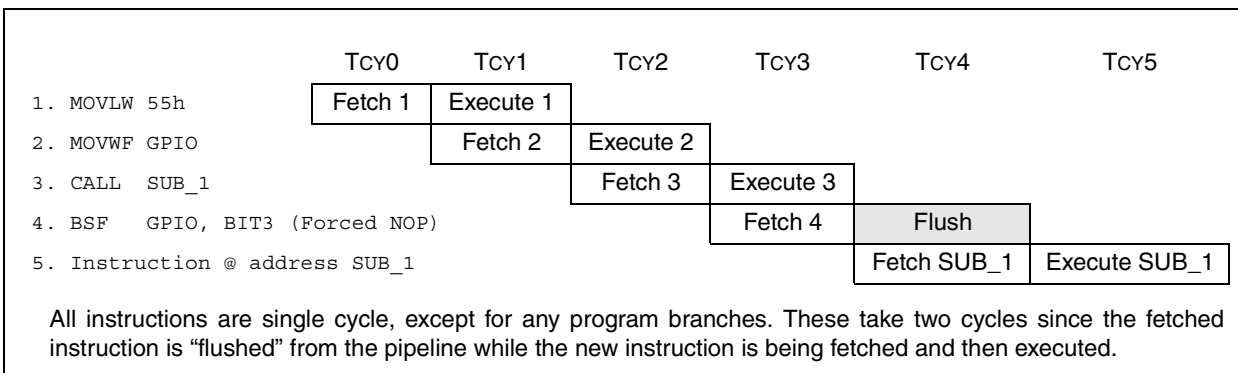 TCY0 TCY1 TCY2 TCY3 TCY4 TCY5
1. MOVLW 55h Fetch 1 Execute 1
2. MOVWF GPIO Fetch 2 Execute 2
3. CALL SUB_1 Fetch 3 Execute 3
4. BSF GPIO, BIT3 (Forced NOP) Fetch 4 Flush
5. Instruction @ address SUB_1 Fetch SUB_1 Execute SUB_1
All instructions are single cycle, except for any program branches. These take two cycles since the fetched
instruction is “flushed” from the pipeline while the new instruction is being fetched and then executed.